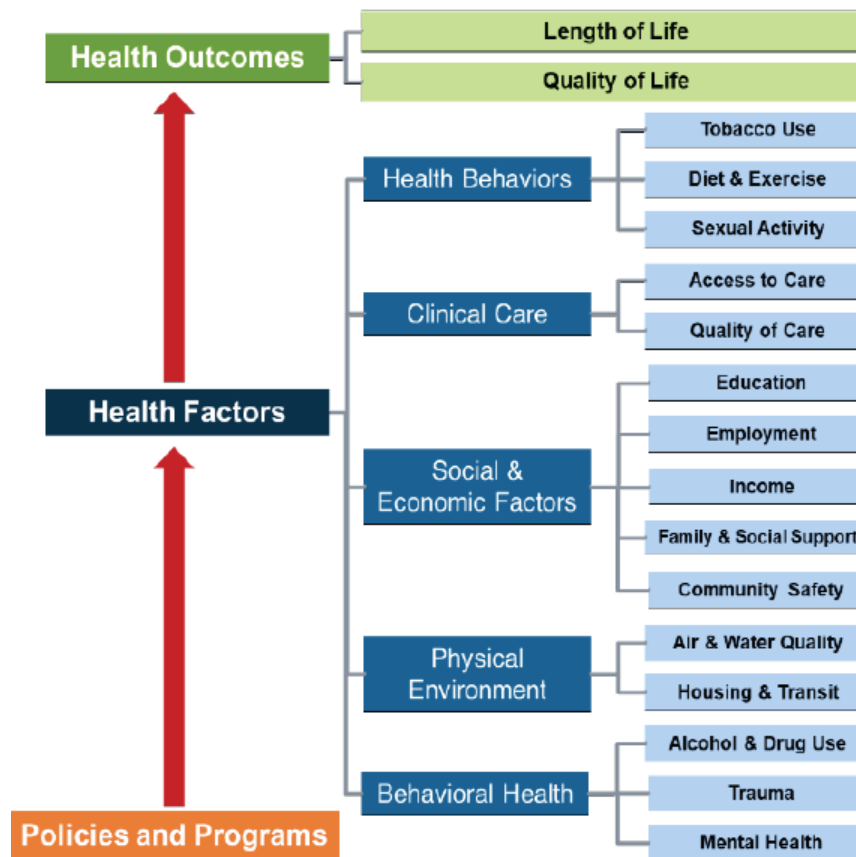 Health Outcomes
Length of Life
Quality of Life
Health Factors
Health Behaviors
Tobacco Use
Diet & Exercise
Sexual Activity
Clinical Care
Access to Care
Quality of Care
Social &
Economic Factors
Education
Employment
Income
Family & Social Support
Community Safety
Physical
Environment
Air & Water Quality
Housing & Transit
Behavioral Health
Alcohol & Drug Use
Trauma
Mental Health
Policies and Programs